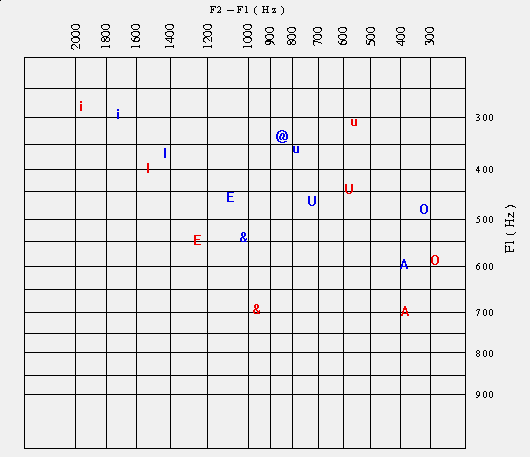 F2 – F1 ( Hz )
2000 1800 1600 1400 1200 1000 900 800 700 600 500 400 300
i
i
300
u
@
u
I
I
400
U
E
U
O
500
E
&
A
O
600
&
A
700
800
900
F1 ( Hz )